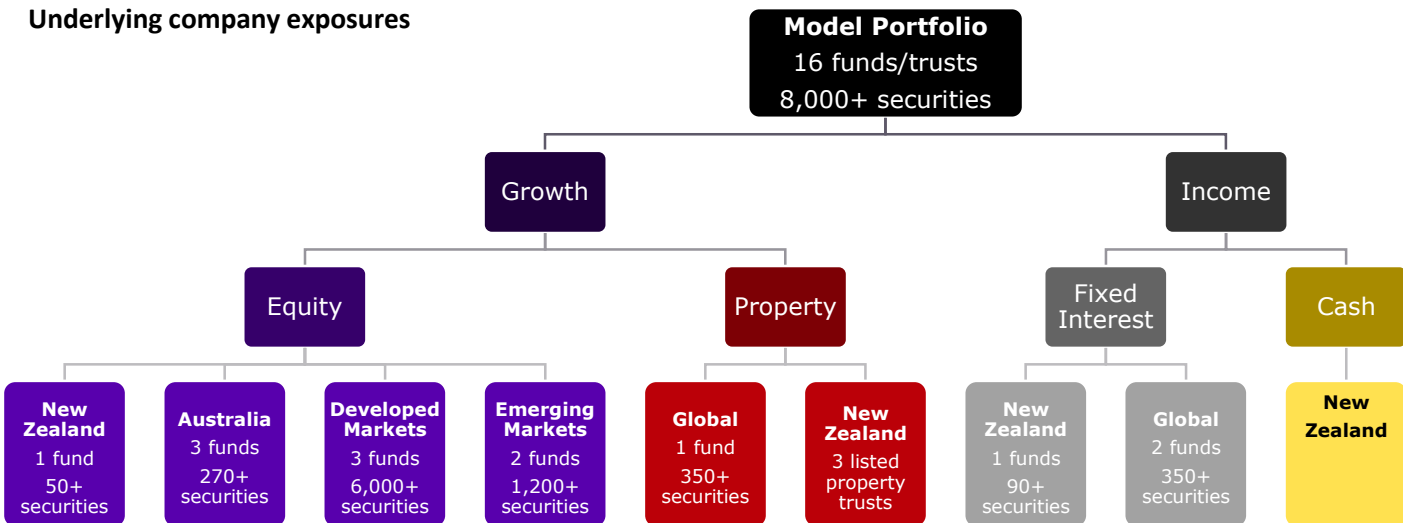 Underlying company exposures
Model Portfolio
16 funds/trusts
8,000+ securities
Growth
Income
Equity
Property
Fixed
Interest
Cash
New
Zealand
1 fund
50+
securities
Australia
3 funds
270+
securities
Developed
Markets
3 funds
6,000+
securities
Emerging
Markets
2 funds
1,200+
securities
Global
1 fund
350+
securities
New
Zealand
3 listed
property
trusts
New
Zealand
1 funds
90+
securities
Global
2 funds
350+
securities
New
Zealand